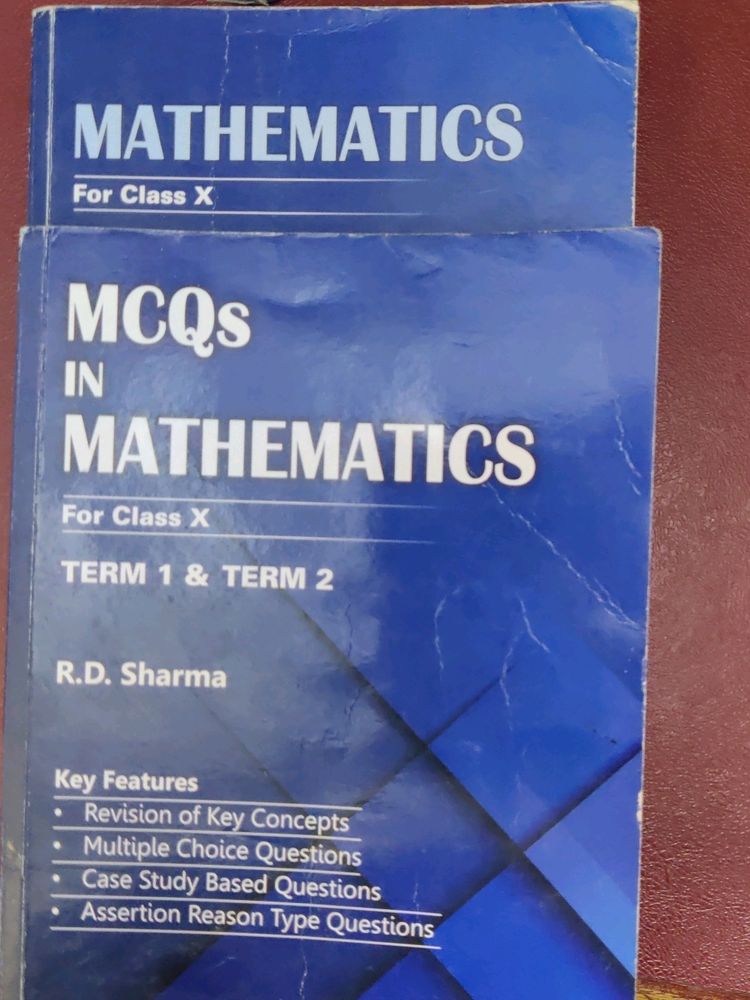 MATHEMATICS
For Class X
MCQs
IN
MATHEMATICS
For Class X
TERM 1 & TERM 2
R.D. Sharma
Key Features
• Revision of Key Concepts
• Multiple Choice Questions
• Case Study Based Questions
• Assertion Reason Type Questions